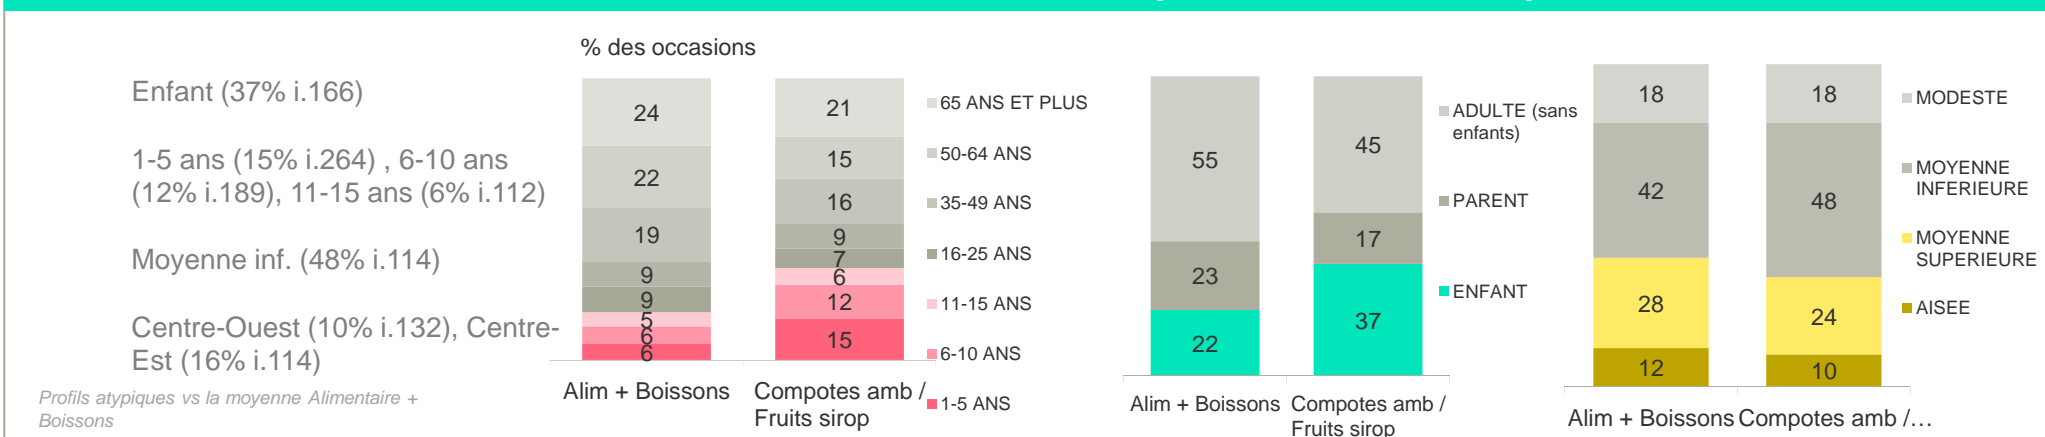 % des occasions
Enfant (37% i.166)
1-5 ans (15% i.264) , 6-10 ans
(12% i.189), 11-15 ans (6% i.112)
Moyenne inf. (48% i.114)
Centre-Ouest (10% i.132), Centre-
Est (16% i.114)
Profils atypiques vs la moyenne Alimentaire +
Boissons
24
22
19
9
9
5
6
6
Alim + Boissons
21
15
16
9
7
6
12
15
Compotes amb /
Fruits sirop
65 ANS ET PLUS
50-64 ANS
35-49 ANS
16-25 ANS
11-15 ANS
6-10 ANS
1-5 ANS
55
23
22
Alim + Boissons
45
17
37
Compotes amb /
Fruits sirop
ADULTE (sans
enfants)
PARENT
ENFANT
18
42
28
12
Alim + Boissons
18
48
24
10
Compotes amb /…
MODESTE
MOYENNE
INFERIEURE
MOYENNE
SUPERIEURE
AISEE